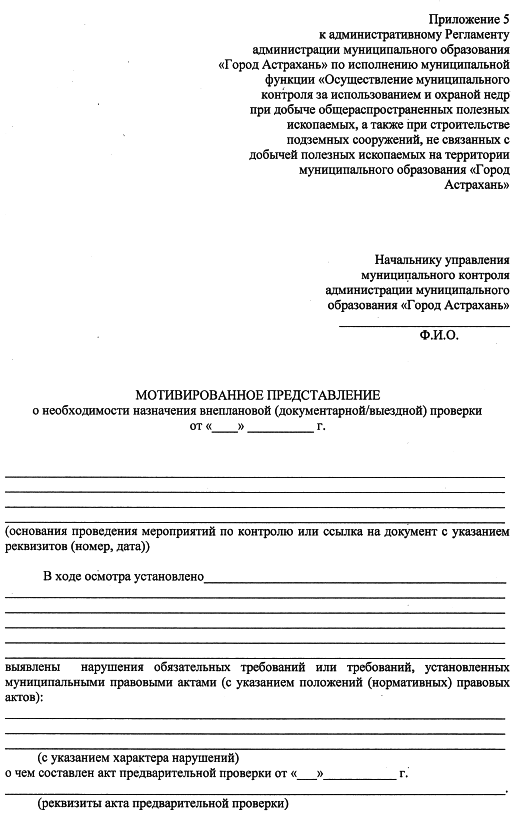 Приложение 5
к административному Регламенту
администрации муниципального образования
«Город Астрахань» по исполнению муниципальной
функции «Осуществление муниципального
контроля за использованием и охраной недр
при добыче общераспространенных полезных
ископаемых, а также при строительстве
подземных сооружений, не связанных с
добычей полезных ископаемых на территории
муниципального образования «Город
Астрахань»
Начальнику управления
муниципального контроля
администрации муниципального
образования «Город Астрахань»
Ф.И.О.
МОТИВИРОВАННОЕ ПРЕДСТАВЛЕНИЕ
о необходимости назначения внеплановой (документарной/выездной) проверки
от «____» __________ г.
(основания проведения мероприятий по контролю или ссылка на документ с указанием
реквизитов (номер, дата))
В ходе осмотра установлено
выявлены нарушения обязательных требований или требований, установленных
муниципальными правовыми актами (с указанием положений (нормативных) правовых
актов):
(с указанием характера нарушений)
о чем составлен акт предварительной проверки от «___»___________ г.
(реквизиты акта предварительной проверки)